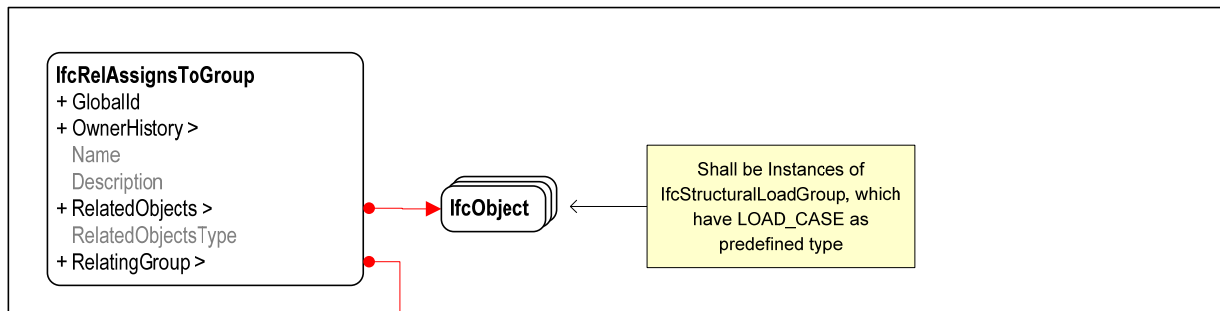 IfcRelAssignsToGroup
+ GlobalId
+ OwnerHistory >
Name
Description
+ RelatedObjects >
RelatedObjectsType
+ RelatingGroup >
IfcObject
Shall be Instances of
IfcStructuralLoadGroup, which
have LOAD_CASE as
predefined type